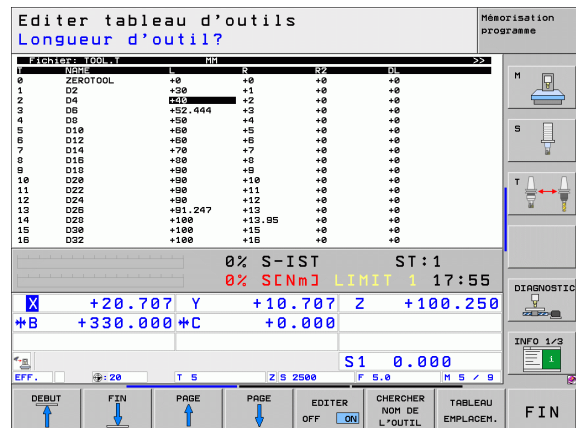 Editer tableau d'outils
Longueur d'outil?
Mémorisation
programme
Fichier: TOOL.T MM >>
T NAME L R R2 DL
0 ZEROTOOL +0 +0 +0 +0
1 D2 +30 +1 +0 +0
2 D4 +40 +2 +0 +0
3 D6 +52.444 +3 +0 +0
4 D8 +50 +4 +0 +0
5 D10 +60 +5 +0 +0
6 D12 +60 +6 +0 +0
7 D14 +70 +7 +0 +0
8 D16 +80 +8 +0 +0
9 D18 +90 +9 +0 +0
10 D20 +90 +10 +0 +0
11 D22 +90 +11 +0 +0
12 D24 +90 +12 +0 +0
13 D26 +91.247 +13 +0 +0
14 D28 +100 +13.95 +0 +0
15 D30 +100 +15 +0 +0
16 D32 +100 +16 +0 +0
M
S
T
0% S-IST ST:1
0% S[Nm] LIMIT 1 17:55
DIAGNOSTIC
X +20.707 Y +10.707 Z +100.250
B +330.000 C +0.000
INFO 1/3
S1 0.000
EFF. :20 T 5 Z S 2500 F 5.0 M 5 / 9
DEBUT
FIN
PAGE
PAGE
EDITER
OFF ON
CHERCHER
NOM DE
L'OUTIL
TABLEAU
EMPLACEM.
FIN